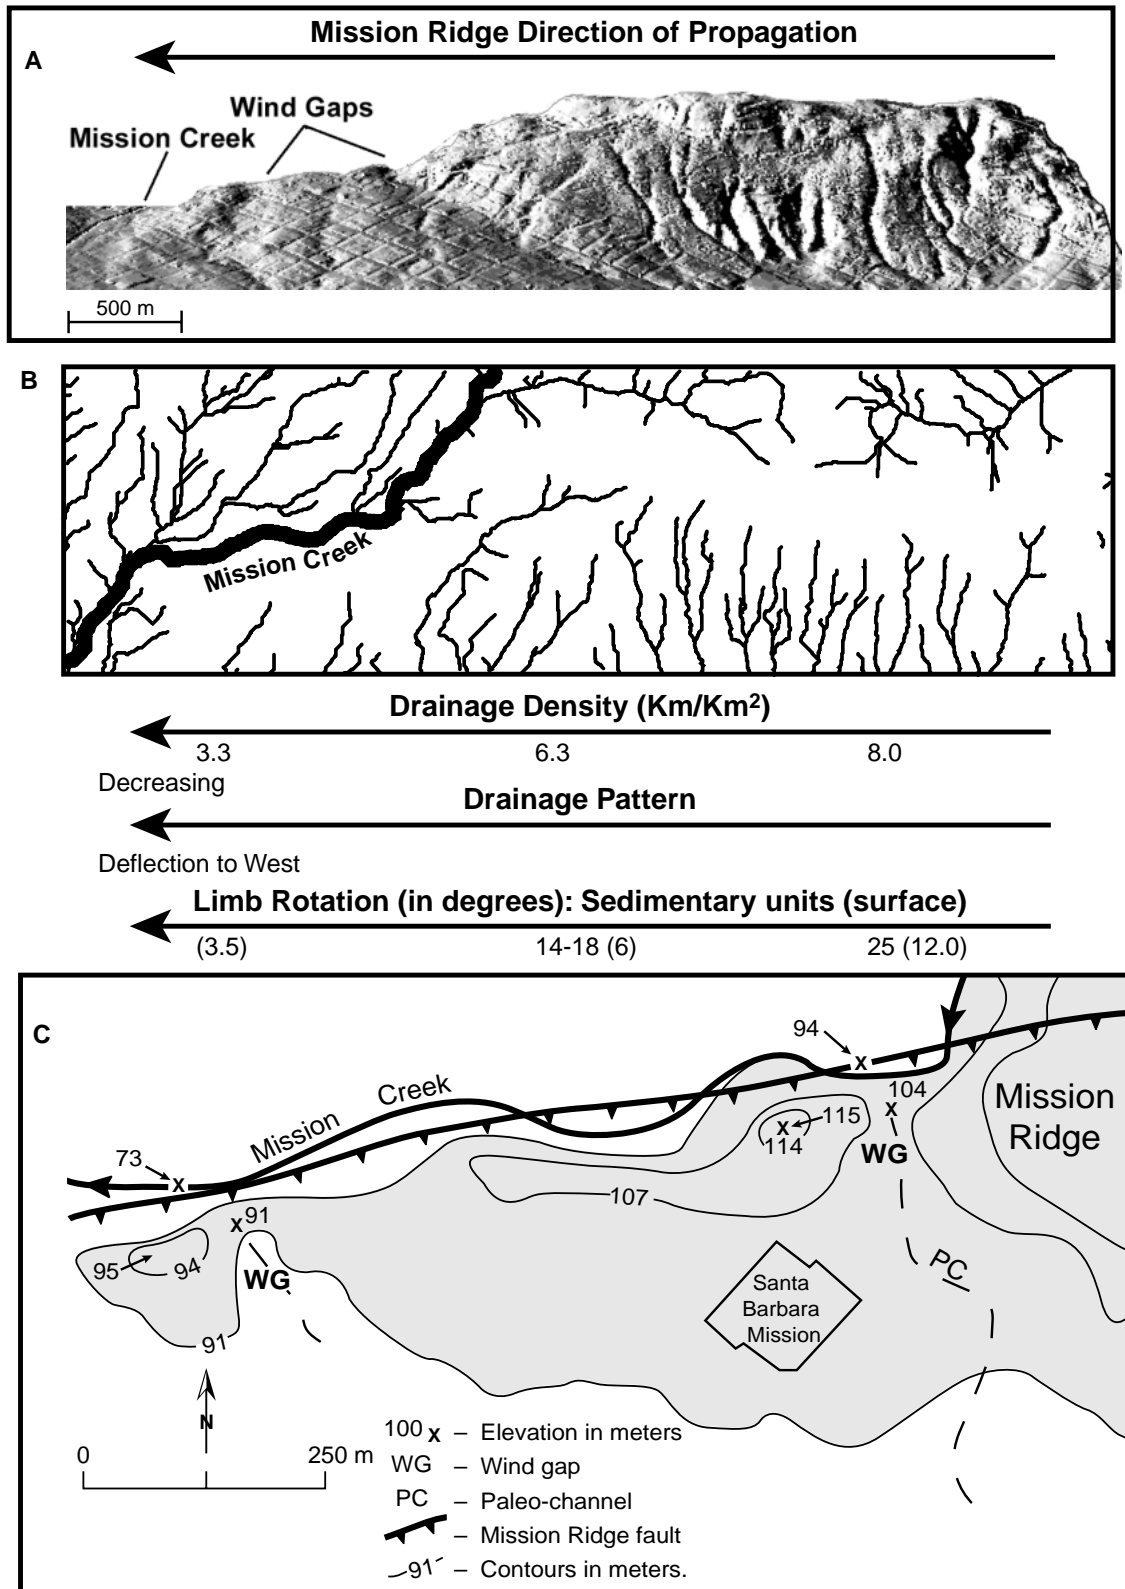 Mission Ridge Direction of Propagation
A
Wind Gaps
Mission Creek
500 m
B
Mission Creek
Drainage Density (Km/Km²)
3.3 6.3 8.0
Decreasing
Drainage Pattern
Deflection to West
Limb Rotation (in degrees): Sedimentary units (surface)
(3.5) 14-18 (6) 25 (12.0)
C
94
104
Mission
Ridge
Mission Creek
115
114
WG
73
107
91
95
94
WG
PC
Santa
Barbara
Mission
91
N
0 250 m
100 x – Elevation in meters
WG – Wind gap
PC – Paleo-channel
– Mission Ridge fault
91 – Contours in meters.